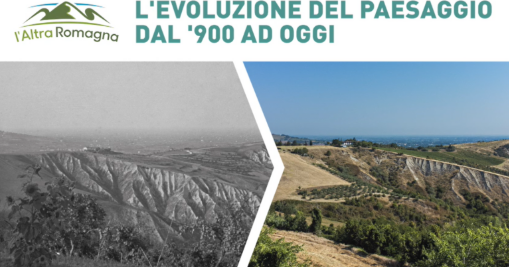 L'EVOLUZIONE DEL PAESAGGIO
DAL '900 AD OGGI
l'Altra Romagna